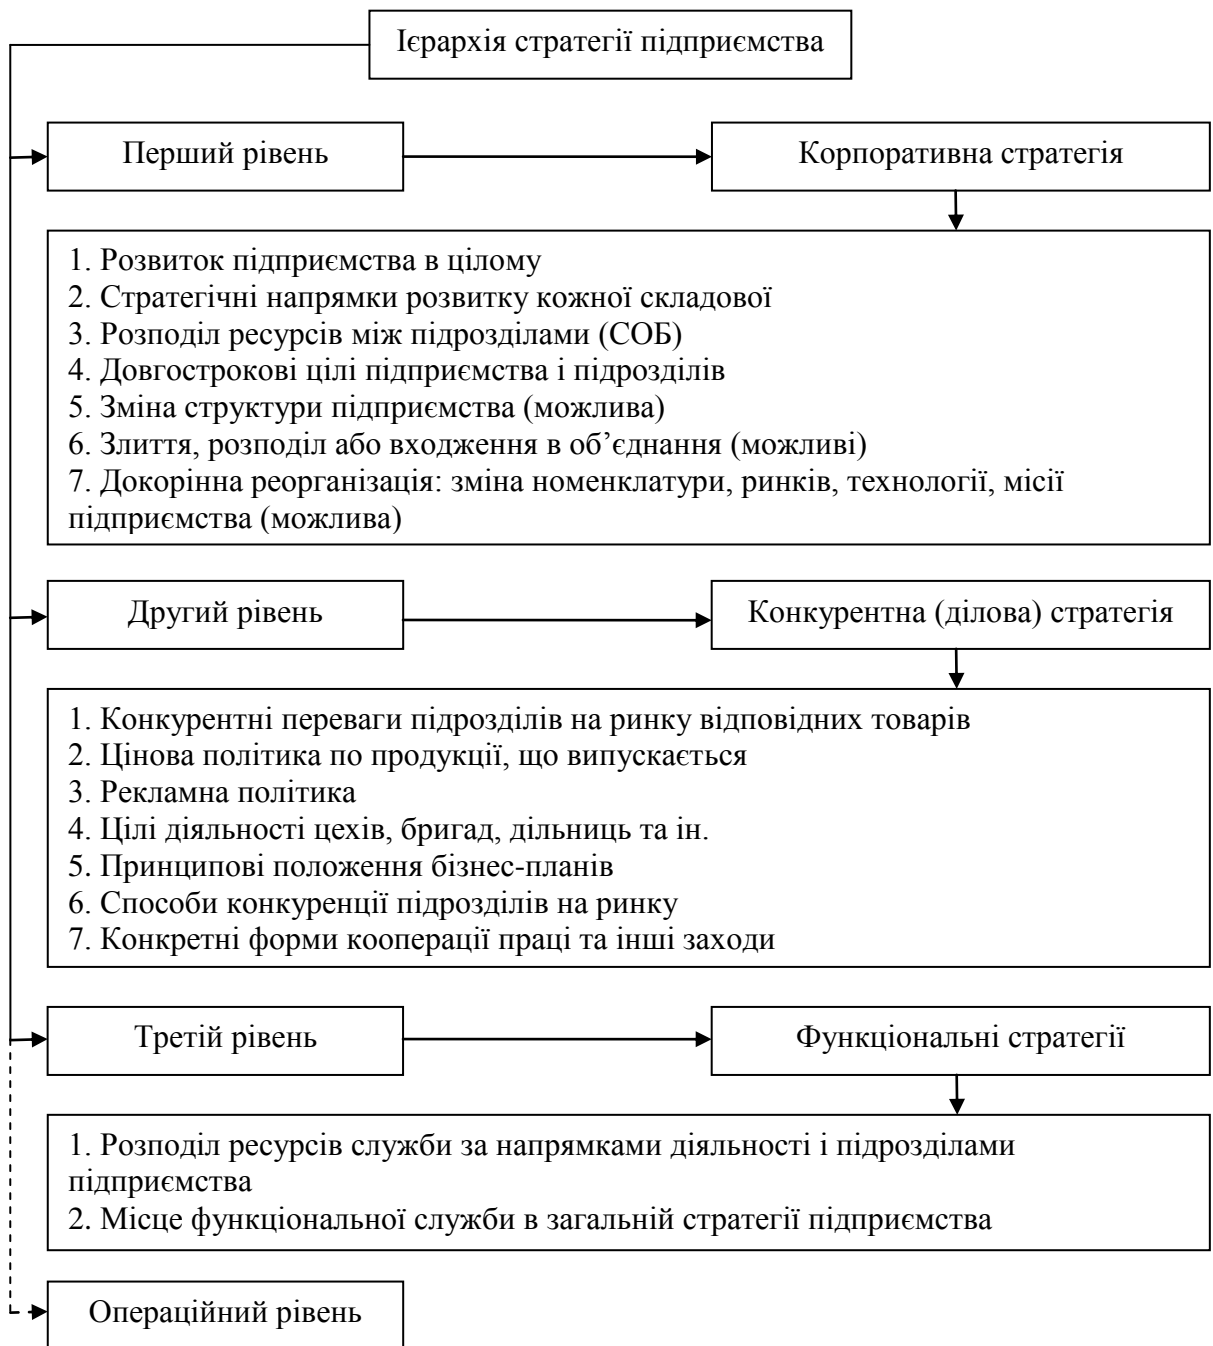 Ієрархія стратегії підприємства
Перший рівень
Корпоративна стратегія
1. Розвиток підприємства в цілому
2. Стратегічні напрямки розвитку кожної складової
3. Розподіл ресурсів між підрозділами (СОБ)
4. Довгострокові цілі підприємства і підрозділів
5. Зміна структури підприємства (можлива)
6. Злиття, розподіл або входження в об’єднання (можливі)
7. Докорінна реорганізація: зміна номенклатури, ринків, технології, місії
підприємства (можлива)
Другий рівень
Конкурентна (ділова) стратегія
1. Конкурентні переваги підрозділів на ринку відповідних товарів
2. Цінова політика по продукції, що випускається
3. Рекламна політика
4. Цілі діяльності цехів, бригад, дільниць та ін.
5. Принципові положення бізнес-планів
6. Способи конкуренції підрозділів на ринку
7. Конкретні форми кооперації праці та інші заходи
Третій рівень
Функціональні стратегії
1. Розподіл ресурсів служби за напрямками діяльності і підрозділами
підприємства
2. Місце функціональної служби в загальній стратегії підприємства
Операційний рівень